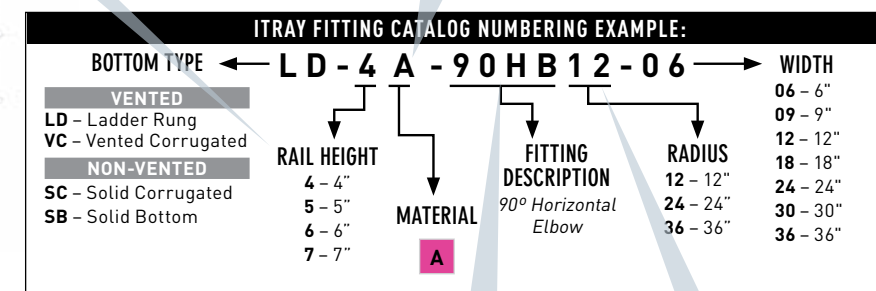 ITRAY FITTING CATALOG NUMBERING EXAMPLE:
BOTTOM TYPE
LD-4A-90HB12-06
WIDTH
VENTED
LD – Ladder Rung
VC – Vented Corrugated
NON-VENTED
SC – Solid Corrugated
SB – Solid Bottom
RAIL HEIGHT
4 – 4”
5 – 5”
6 – 6”
7 – 7”
MATERIAL
A
FITTING
DESCRIPTION
90º Horizontal
Elbow
RADIUS
12 – 12"
24 – 24”
36 – 36”
06 – 6"
09 – 9"
12 – 12"
18 – 18"
24 – 24"
30 – 30"
36 – 36"